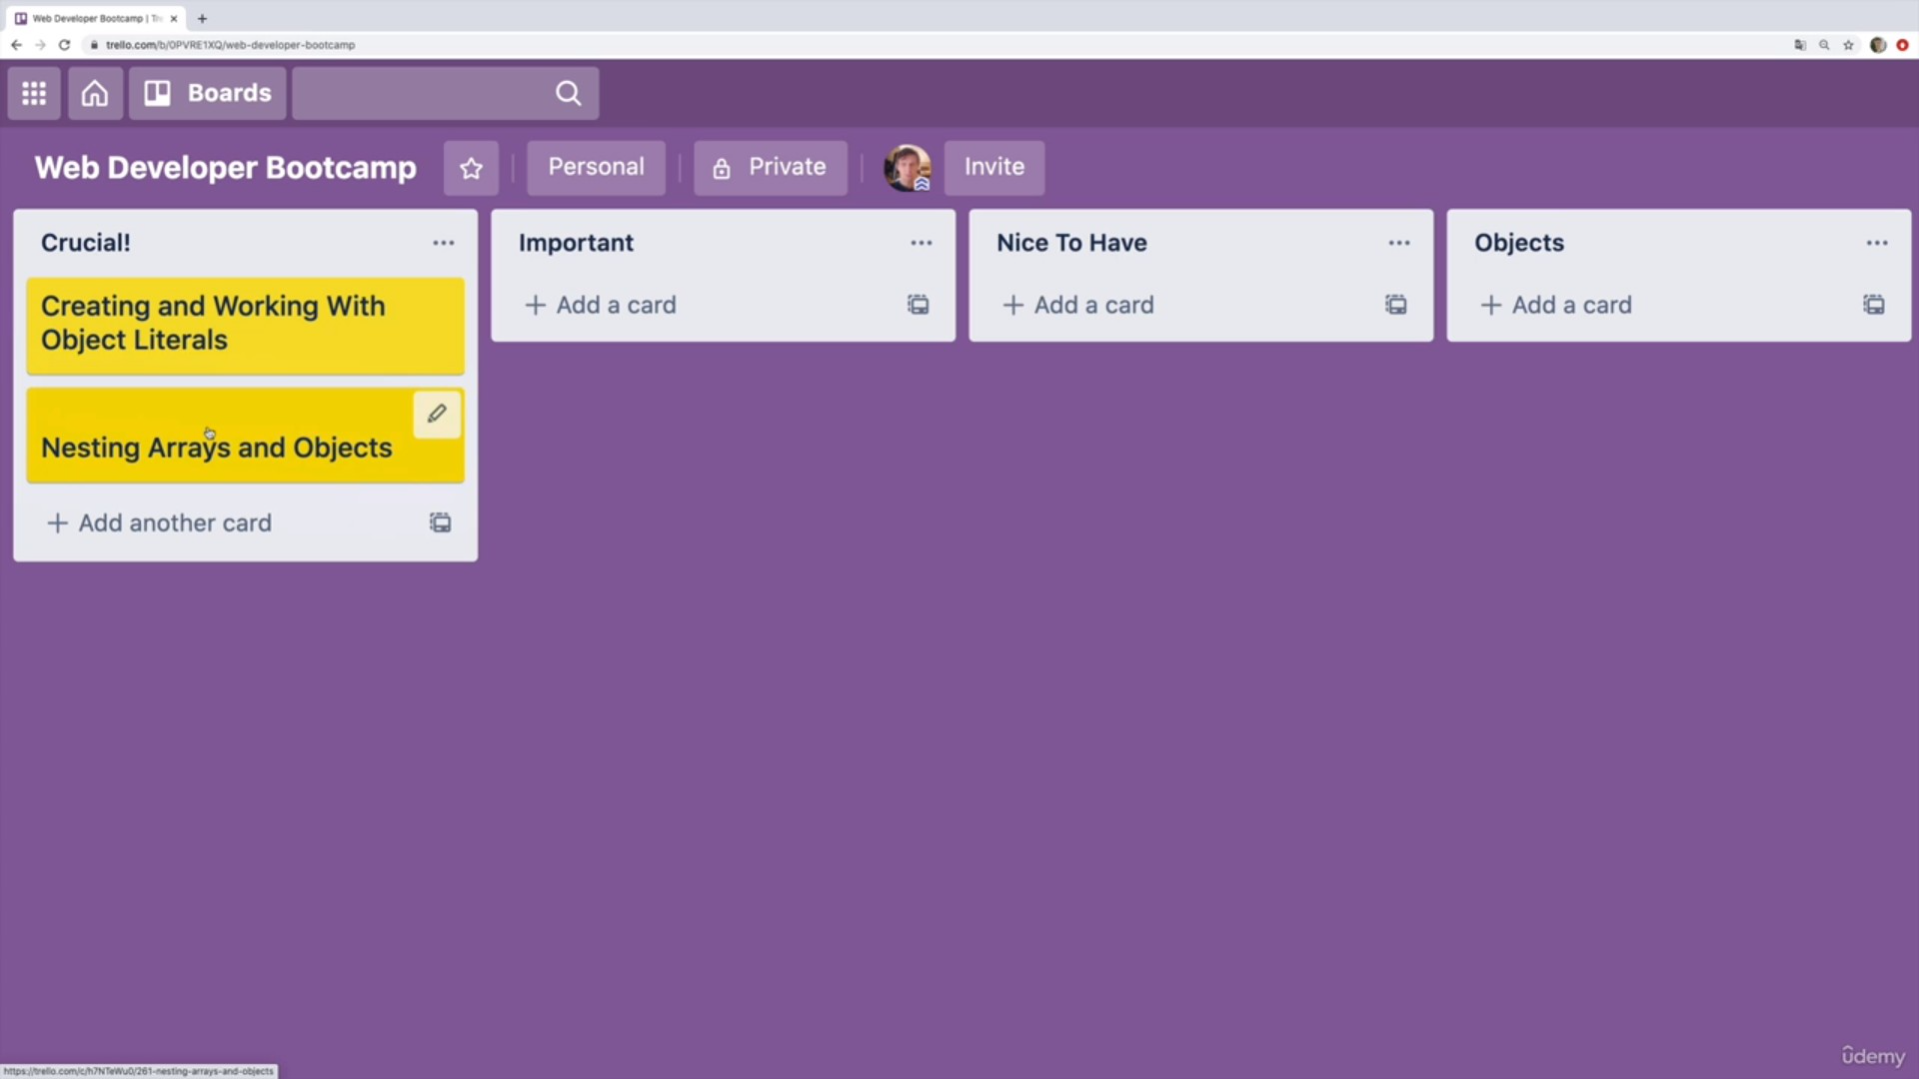 Web Developer Bootcamp | Tre
trello.com/b/0PVRE1XQ/web-developer-bootcamp
Boards
Web Developer Bootcamp
Personal
Private
Invite
Crucial!
Creating and Working With
Object Literals
Nesting Arrays and Objects
Add another card
Important
Add a card
Nice To Have
Add a card
Objects
Add a card
https://trello.com/c/h7NTeWu0/261-nesting-arrays-and-objects
ûdemy